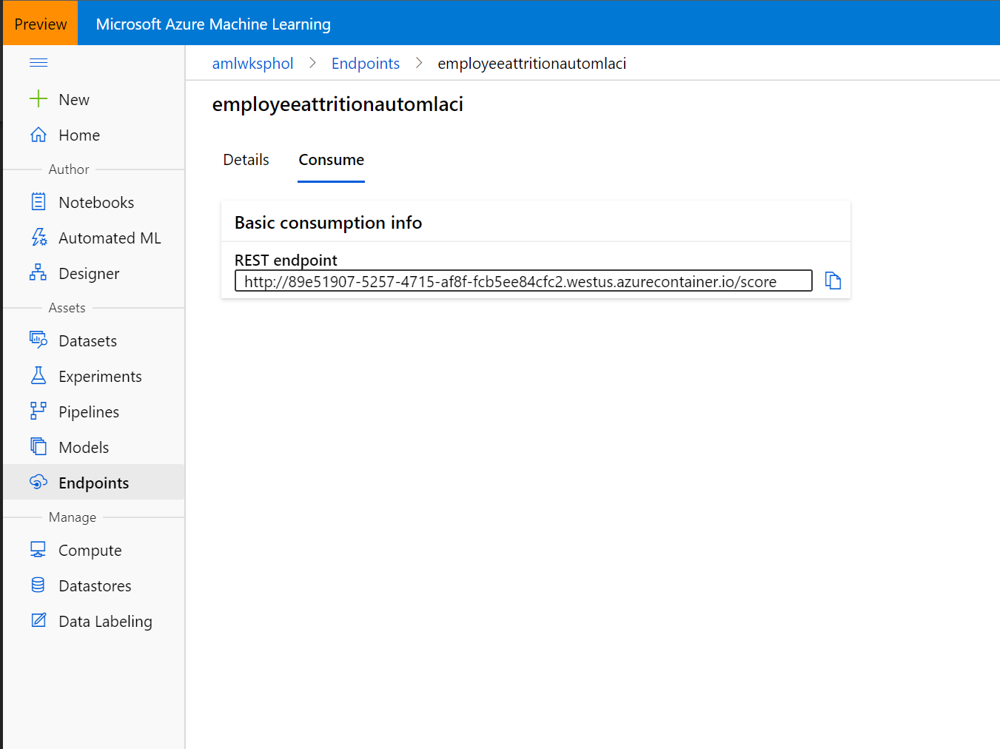 Preview
Microsoft Azure Machine Learning
amlwksphol > Endpoints > employeeattritionautomlaci
New
Home
Author
Notebooks
Automated ML
Designer
Assets
Datasets
Experiments
Pipelines
Models
Endpoints
Manage
Compute
Datastores
Data Labeling
employeeattritionautomlaci
Details Consume
Basic consumption info
REST endpoint
http://89e51907-5257-4715-af8f-fcb5ee84cfc2.westus.azurecontainer.io/score